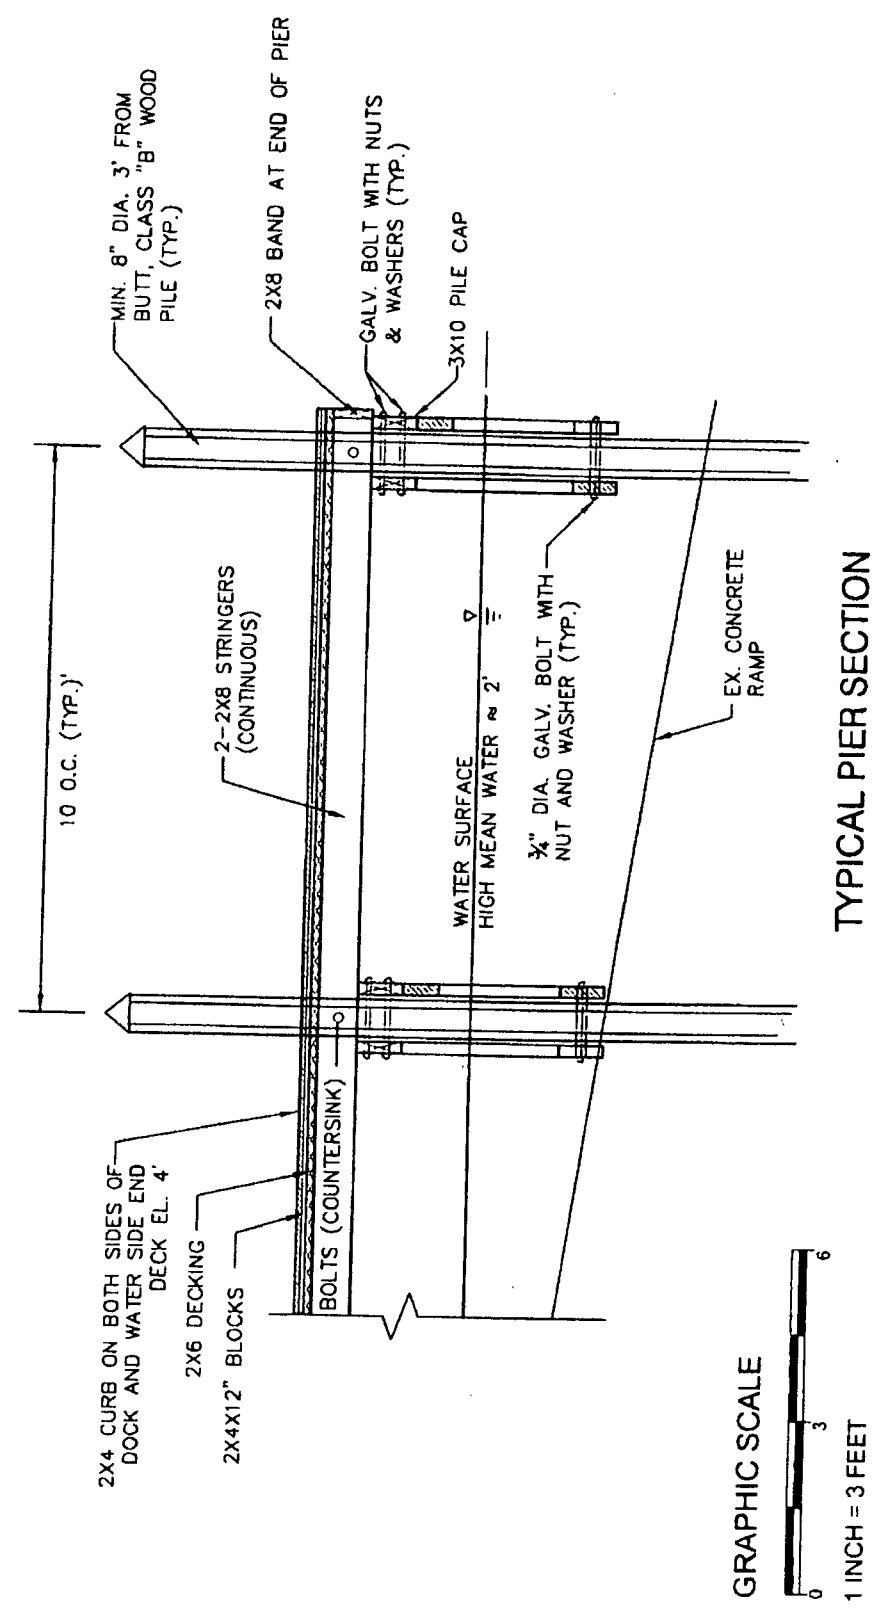 10 O.C. (TYP.)'
MIN. 8" DIA. 3' FROM
BUTT, CLASS "B" WOOD
PILE (TYP.)
2X8 BAND AT END OF PIER
GALV. BOLT WITH NUTS
& WASHERS (TYP.)
3X10 PILE CAP
2-2X8 STRINGERS
(CONTINUOUS)
2X4 CURB ON BOTH SIDES OF
DOCK AND WATER SIDE END
DECK EL. 4'
2X6 DECKING
2X4X12" BLOCKS
BOLTS (COUNTERSINK)
WATER SURFACE
HIGH MEAN WATER ≈ 2'
¾" DIA. GALV. BOLT WITH
NUT AND WASHER (TYP.)
EX. CONCRETE
RAMP
TYPICAL PIER SECTION
GRAPHIC SCALE
0 3 6
1 INCH = 3 FEET